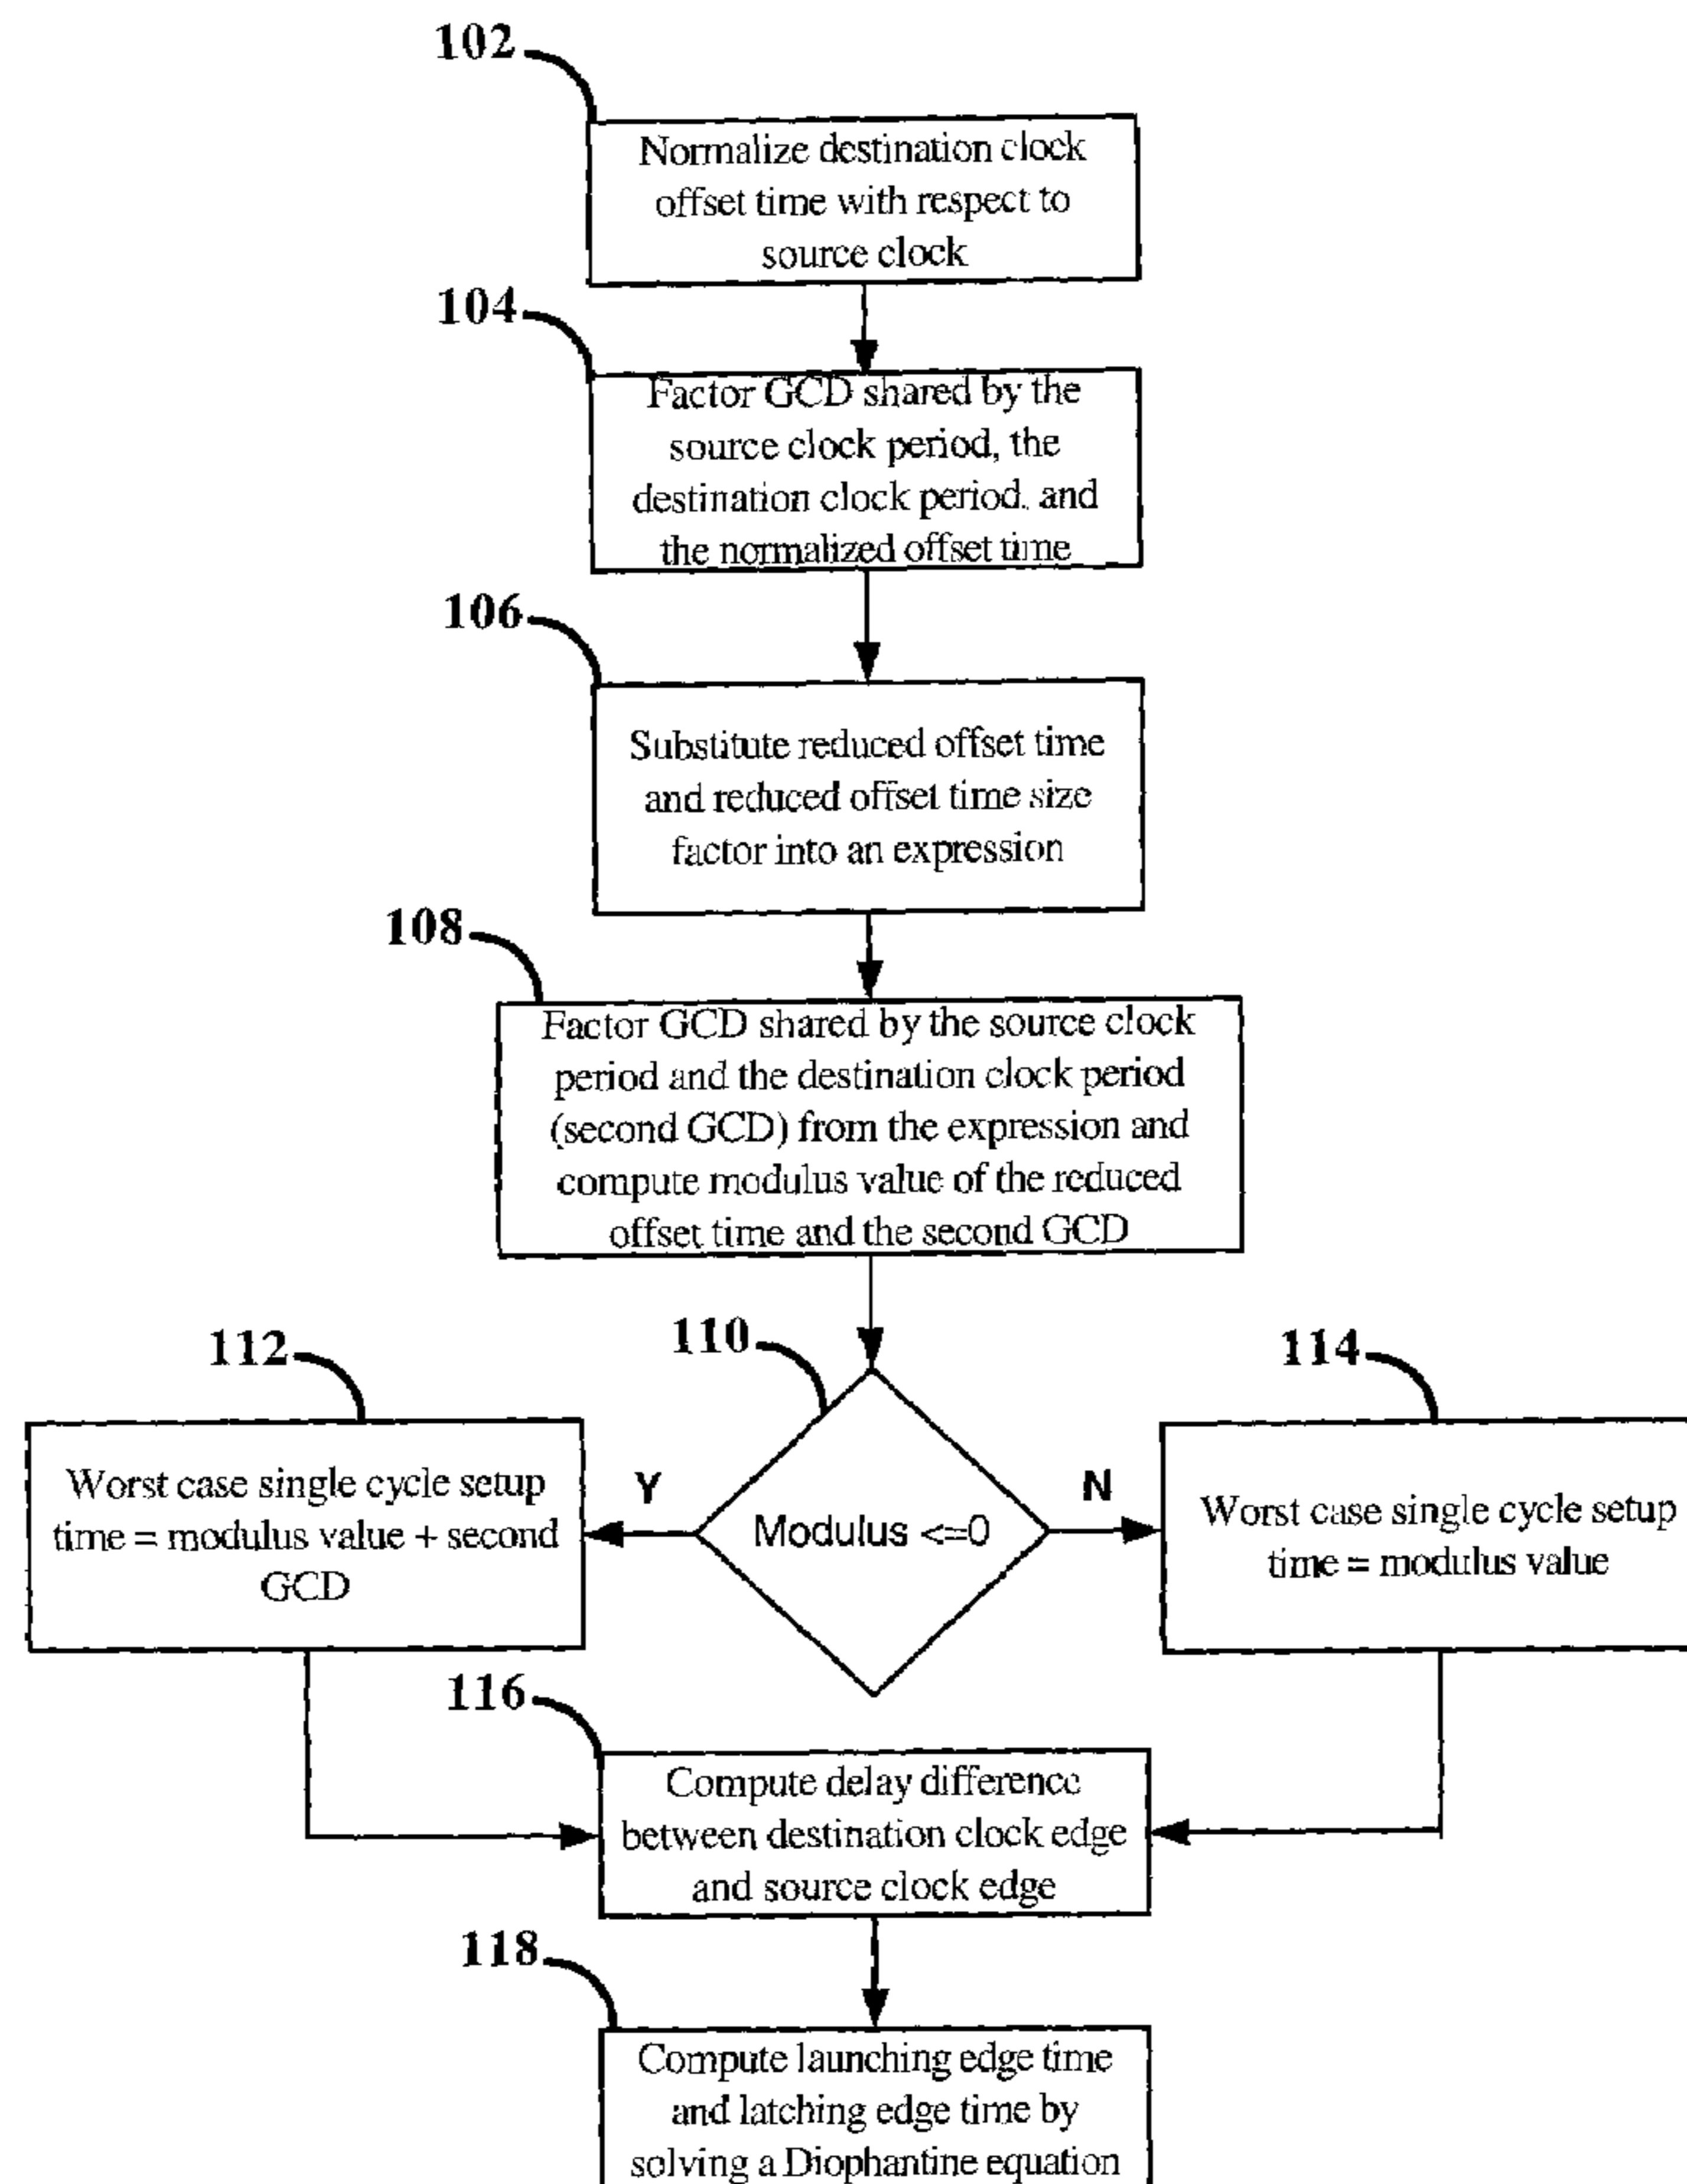 102
Normalize destination clock
offset time with respect to
source clock
104
Factor GCD shared by the
source clock period, the
destination clock period, and
the normalized offset time
106
Substitute reduced offset time
and reduced offset time size
factor into an expression
108
Factor GCD shared by the source clock
period and the destination clock period
(second GCD) from the expression and
compute modulus value of the reduced
offset time and the second GCD
110
Modulus <=0
Y
N
112
Worst case single cycle setup
time = modulus value + second
GCD
114
Worst case single cycle setup
time = modulus value
116
Compute delay difference
between destination clock edge
and source clock edge
118
Compute launching edge time
and latching edge time by
solving a Diophantine equation